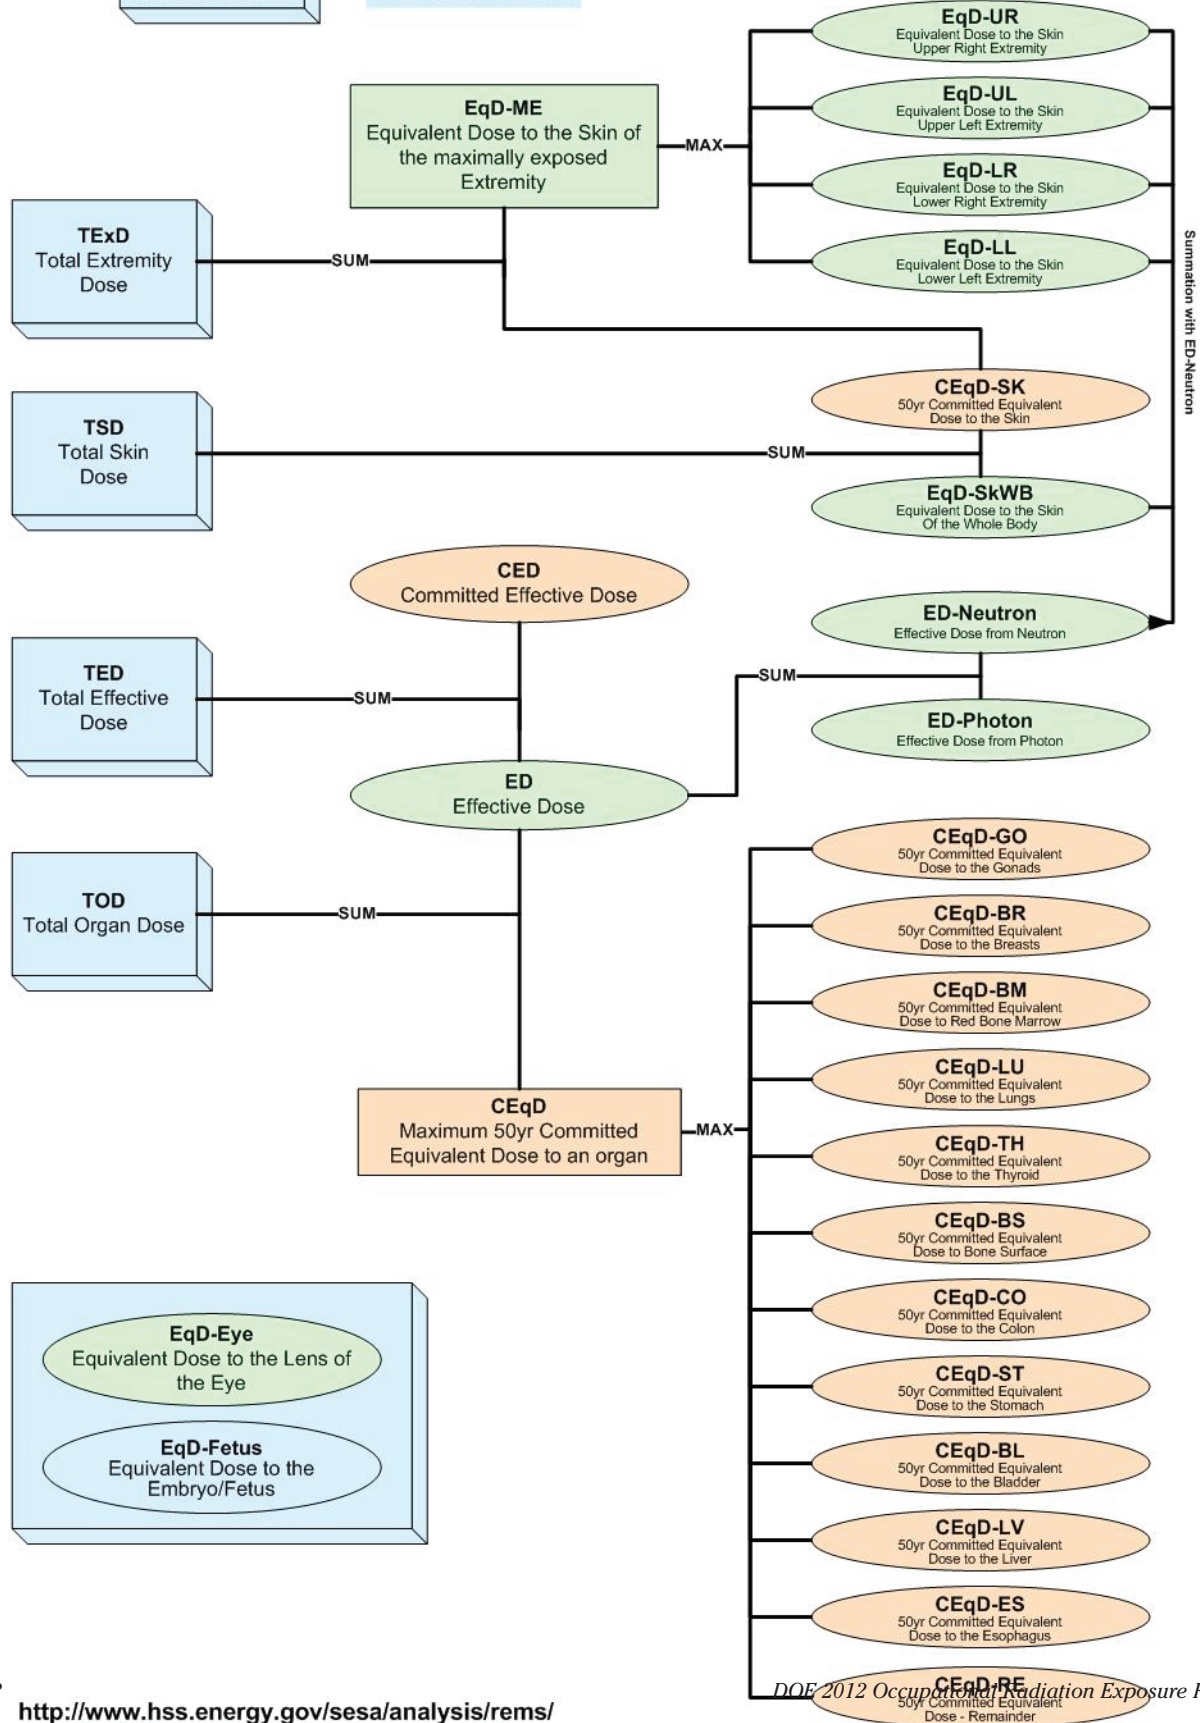 EqD-UR
Equivalent Dose to the Skin
Upper Right Extremity
EqD-UL
Equivalent Dose to the Skin
Upper Left Extremity
EqD-ME
Equivalent Dose to the Skin of
the maximally exposed
Extremity
MAX
EqD-LR
Equivalent Dose to the Skin
Lower Right Extremity
EqD-LL
Equivalent Dose to the Skin
Lower Left Extremity
Summation with ED-Neutron
TExD
Total Extremity
Dose
SUM
CEqD-SK
50yr Committed Equivalent
Dose to the Skin
TSD
Total Skin
Dose
SUM
EqD-SkWB
Equivalent Dose to the Skin
Of the Whole Body
CED
Committed Effective Dose
ED-Neutron
Effective Dose from Neutron
TED
Total Effective
Dose
SUM
SUM
ED-Photon
Effective Dose from Photon
ED
Effective Dose
TOD
Total Organ Dose
SUM
CEqD-GO
50yr Committed Equivalent
Dose to the Gonads
CEqD-BR
50yr Committed Equivalent
Dose to the Breasts
CEqD-BM
50yr Committed Equivalent
Dose to Red Bone Marrow
CEqD-LU
50yr Committed Equivalent
Dose to the Lungs
CEqD
Maximum 50yr Committed
Equivalent Dose to an organ
MAX
CEqD-TH
50yr Committed Equivalent
Dose to the Thyroid
CEqD-BS
50yr Committed Equivalent
Dose to Bone Surface
CEqD-CO
50yr Committed Equivalent
Dose to the Colon
CEqD-ST
50yr Committed Equivalent
Dose to the Stomach
CEqD-BL
50yr Committed Equivalent
Dose to the Bladder
CEqD-LV
50yr Committed Equivalent
Dose to the Liver
CEqD-ES
50yr Committed Equivalent
Dose to the Esophagus
CEqD-RE
50yr Committed Equivalent
Dose - Remainder
EqD-Eye
Equivalent Dose to the Lens of
the Eye
EqD-Fetus
Equivalent Dose to the
Embryo/Fetus
DOE 2012 Occupational Radiation Exposure
http://www.hss.energy.gov/sesa/analysis/rems/